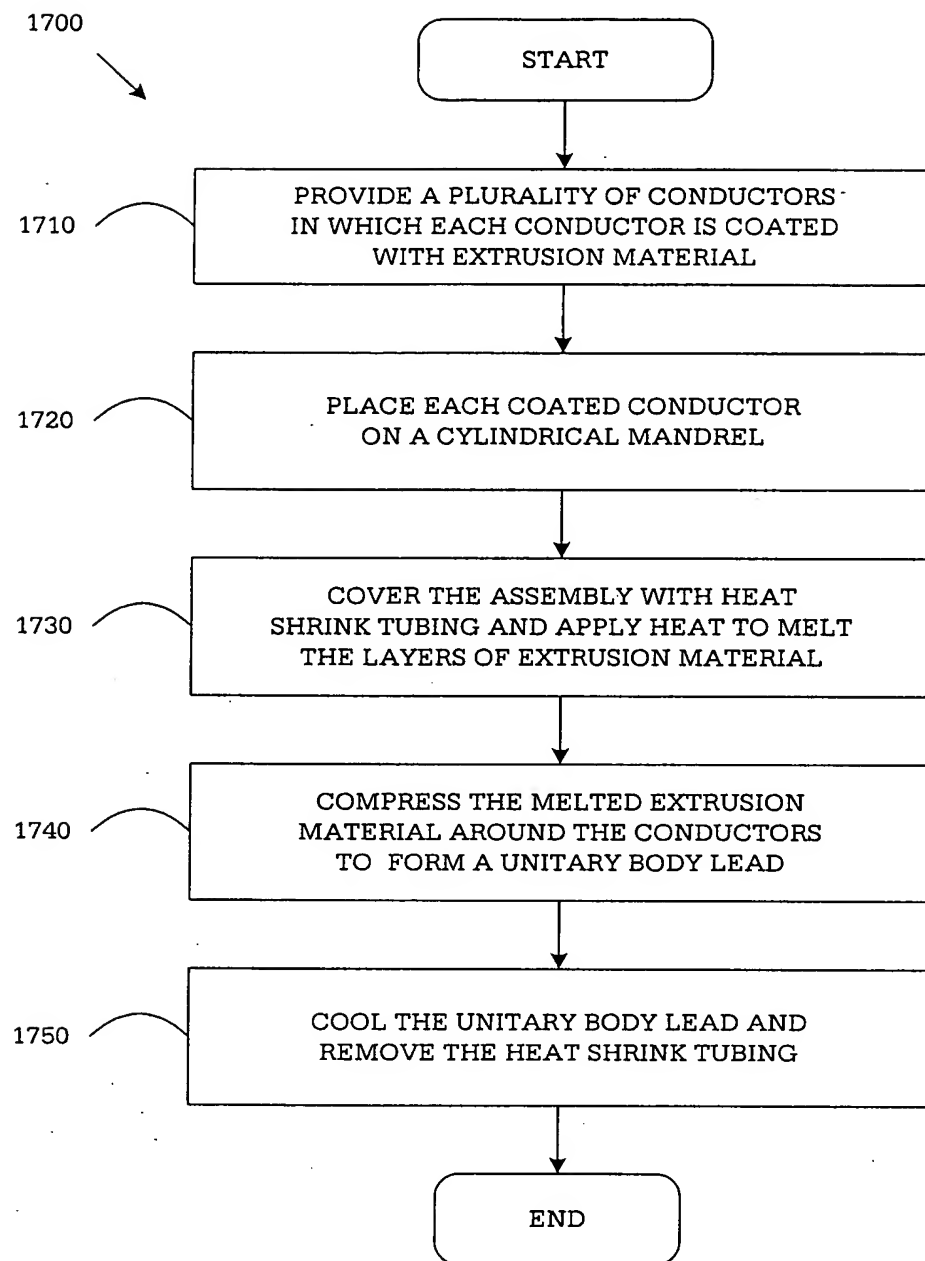 1700
START
1710
PROVIDE A PLURALITY OF CONDUCTORS
IN WHICH EACH CONDUCTOR IS COATED
WITH EXTRUSION MATERIAL
1720
PLACE EACH COATED CONDUCTOR
ON A CYLINDRICAL MANDREL
1730
COVER THE ASSEMBLY WITH HEAT
SHRINK TUBING AND APPLY HEAT TO MELT
THE LAYERS OF EXTRUSION MATERIAL
1740
COMPRESS THE MELTED EXTRUSION
MATERIAL AROUND THE CONDUCTORS
TO FORM A UNITARY BODY LEAD
1750
COOL THE UNITARY BODY LEAD AND
REMOVE THE HEAT SHRINK TUBING
END